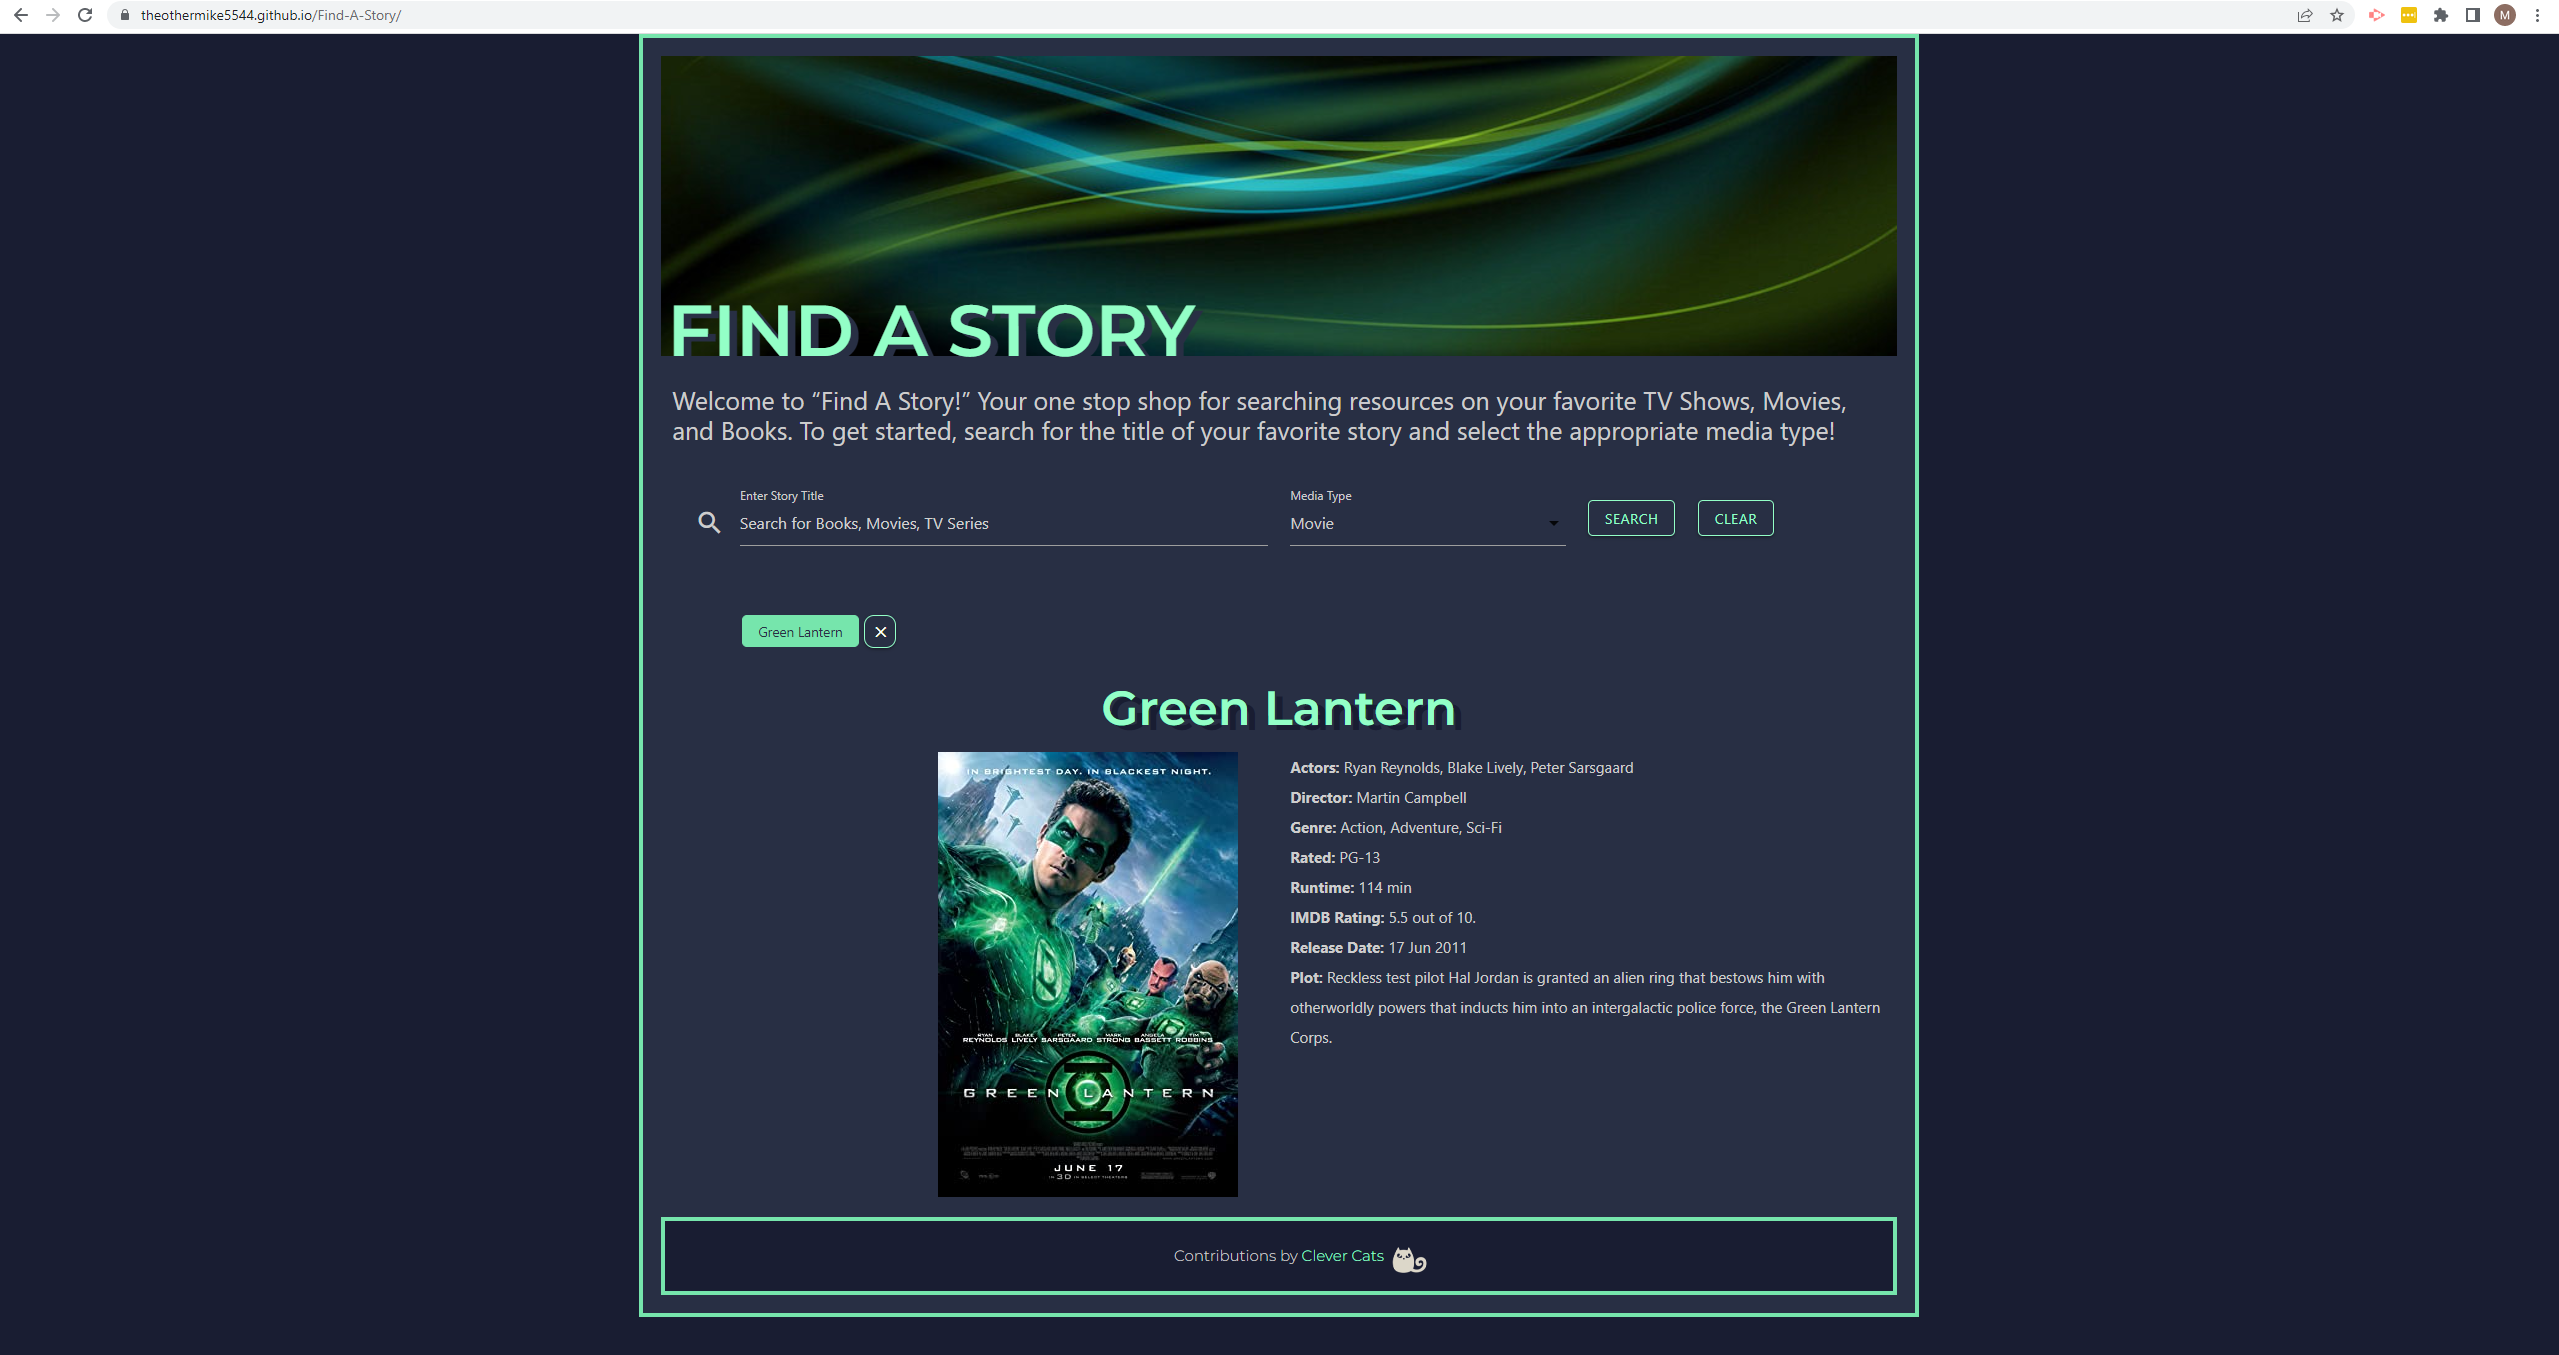 theothermike5544.github.io/Find-A-Story/
M
FIND A STORY
Welcome to “Find A Story!” Your one stop shop for searching resources on your favorite TV Shows, Movies,
and Books. To get started, search for the title of your favorite story and select the appropriate media type!
Enter Story Title
Search for Books, Movies, TV Series
Media Type
Movie
SEARCH
CLEAR
Green Lantern
Green Lantern
IN BRIGHTEST DAY. IN BLACKEST NIGHT.
RYAN REYNOLDS BLAKE LIVELY PETER SARSGAARD MARK STRONG ANGELA BASSETT TIM ROBBINS
GREEN LANTERN
JUNE 17
IN 3D IN SELECT THEATERS
Actors: Ryan Reynolds, Blake Lively, Peter Sarsgaard
Director: Martin Campbell
Genre: Action, Adventure, Sci-Fi
Rated: PG-13
Runtime: 114 min
IMDB Rating: 5.5 out of 10.
Release Date: 17 Jun 2011
Plot: Reckless test pilot Hal Jordan is granted an alien ring that bestows him with
otherworldly powers that inducts him into an intergalactic police force, the Green Lantern
Corps.
Contributions by Clever Cats